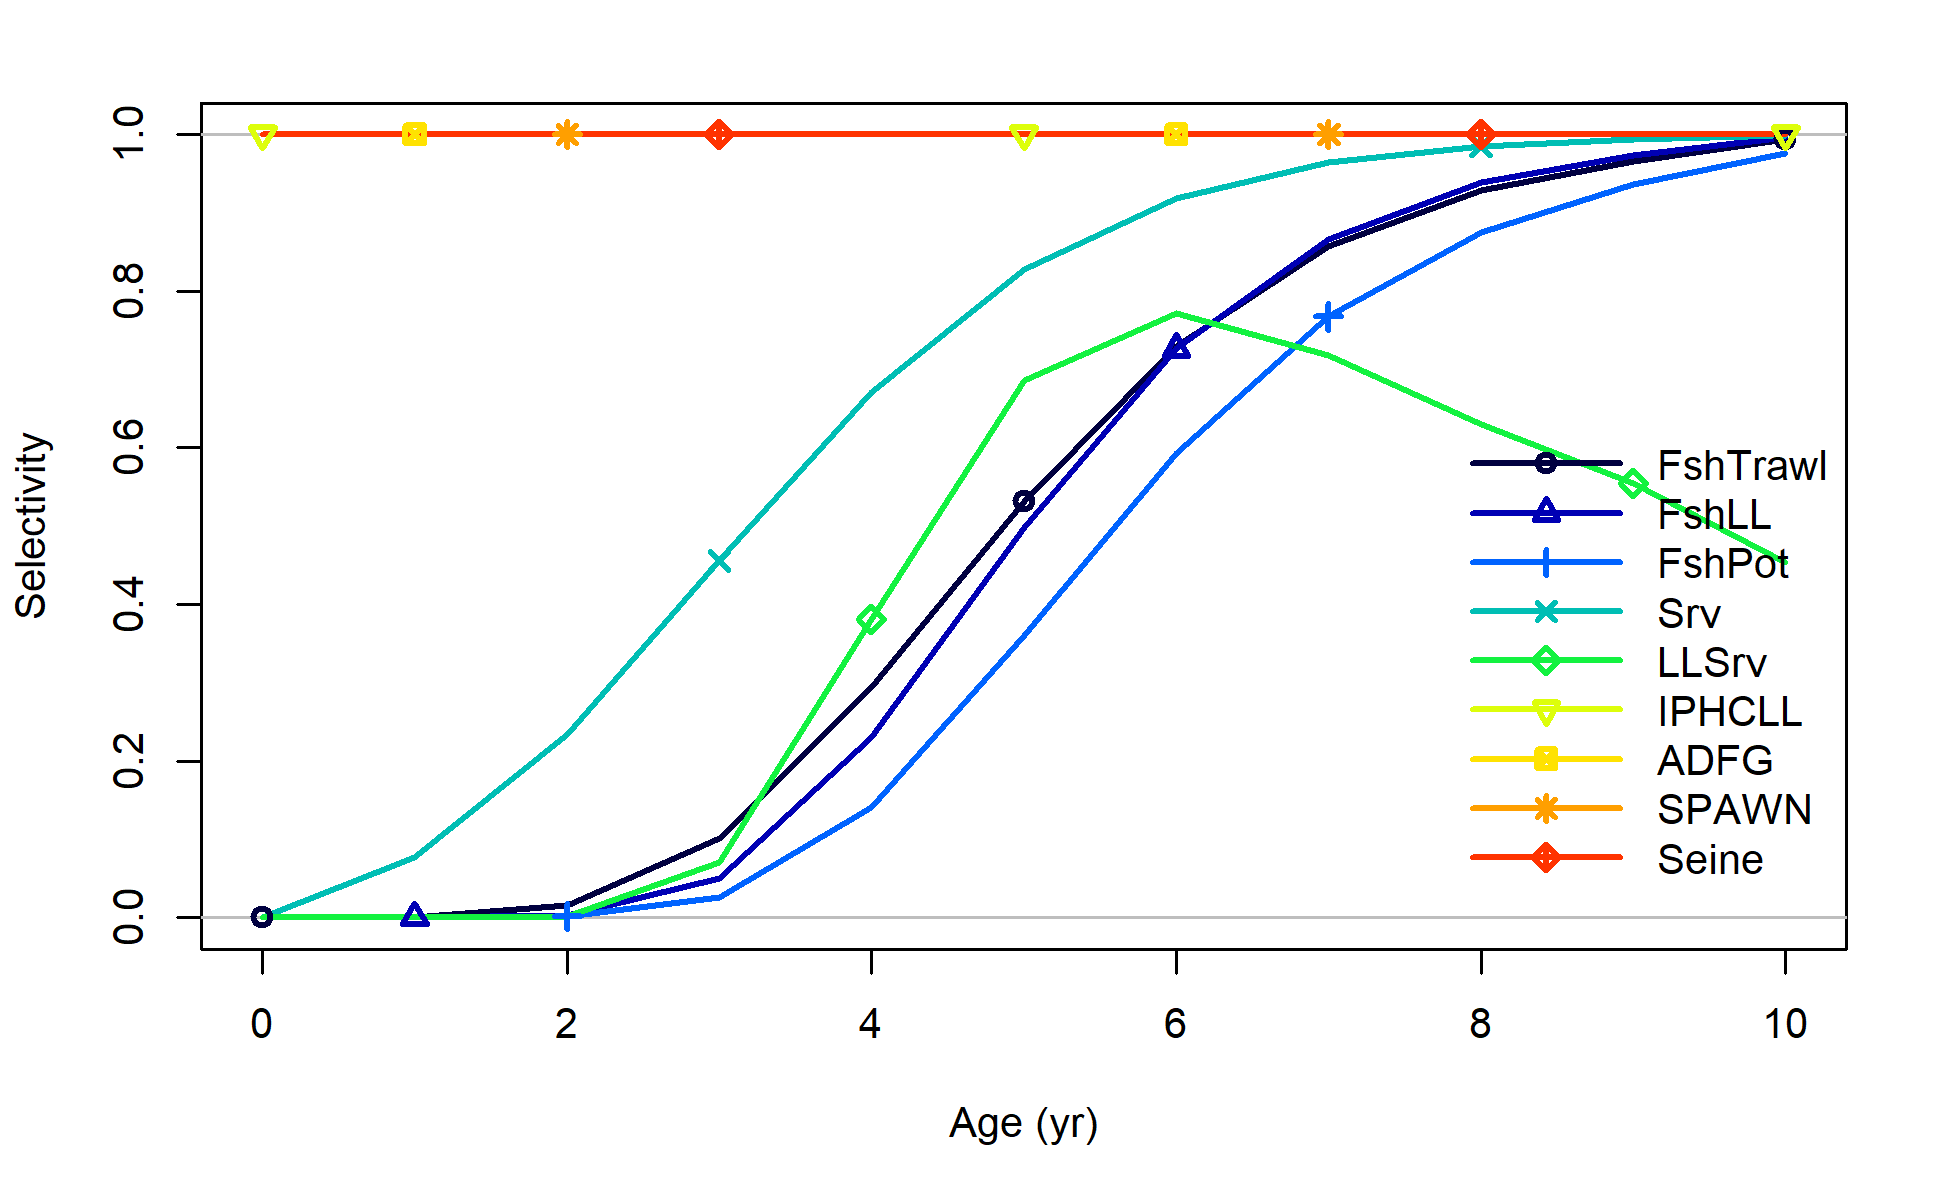 Selectivity
1.0
0.8
0.6
0.4
0.2
0.0
FshTrawl
FshLL
FshPot
Srv
LLSrv
IPHCLL
ADFG
SPAWN
Seine
0 2 4 6 8 10
Age (yr)